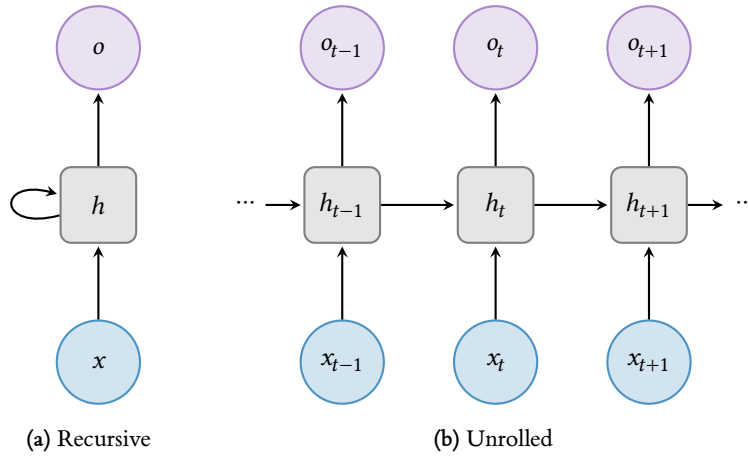 o o_{t−1} o_t o_{t+1}
h ··· h_{t−1} h_t h_{t+1} ··
x x_{t−1} x_t x_{t+1}
(a) Recursive (b) Unrolled